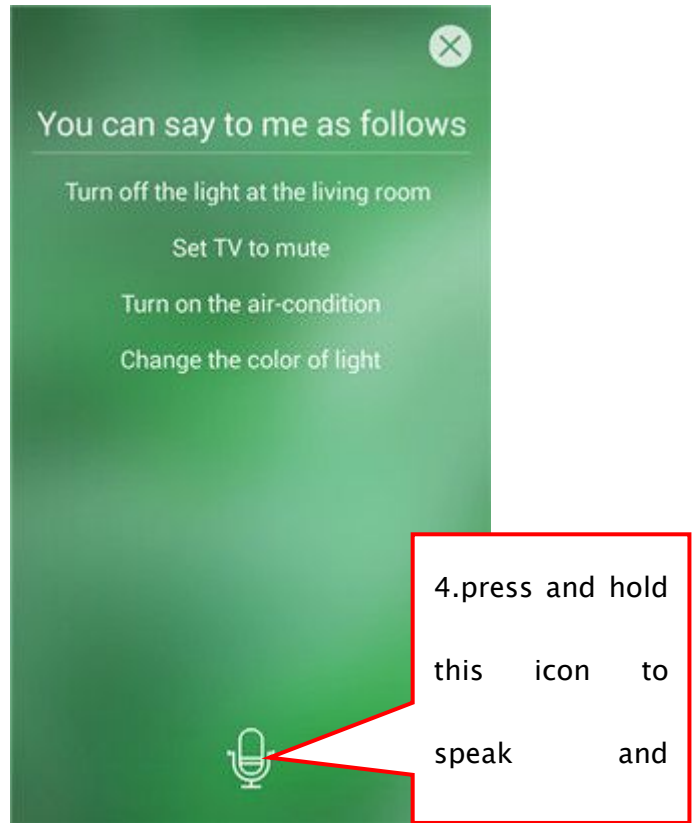 You can say to me as follows
Turn off the light at the living room
Set TV to mute
Turn on the air-condition
Change the color of light
4.press and hold
this icon to
speak and